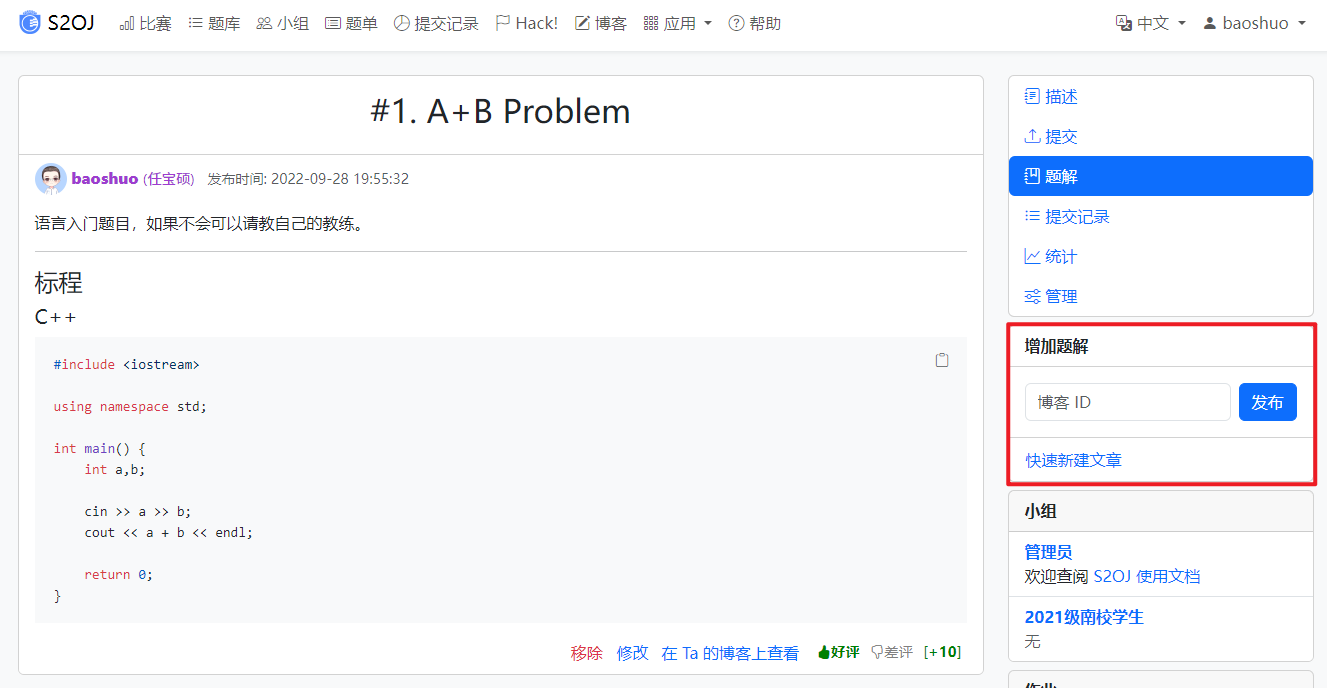 S2OJ 比赛 题库 小组 题单 提交记录 Hack! 博客 应用 帮助 中文 baoshuo
#1. A+B Problem
baoshuo (任宝硕) 发布时间: 2022-09-28 19:55:32
语言入门题目，如果不会可以请教自己的教练。
标程
C++
#include <iostream>
using namespace std;
int main() {
    int a,b;
    cin >> a >> b;
    cout << a + b << endl;
    return 0;
}
移除 修改 在 Ta 的博客上查看 好评 差评 [+10]
描述
提交
题解
提交记录
统计
管理
增加题解
博客 ID 发布
快速新建文章
小组
管理员
欢迎查阅 S2OJ 使用文档
2021级南校学生
无